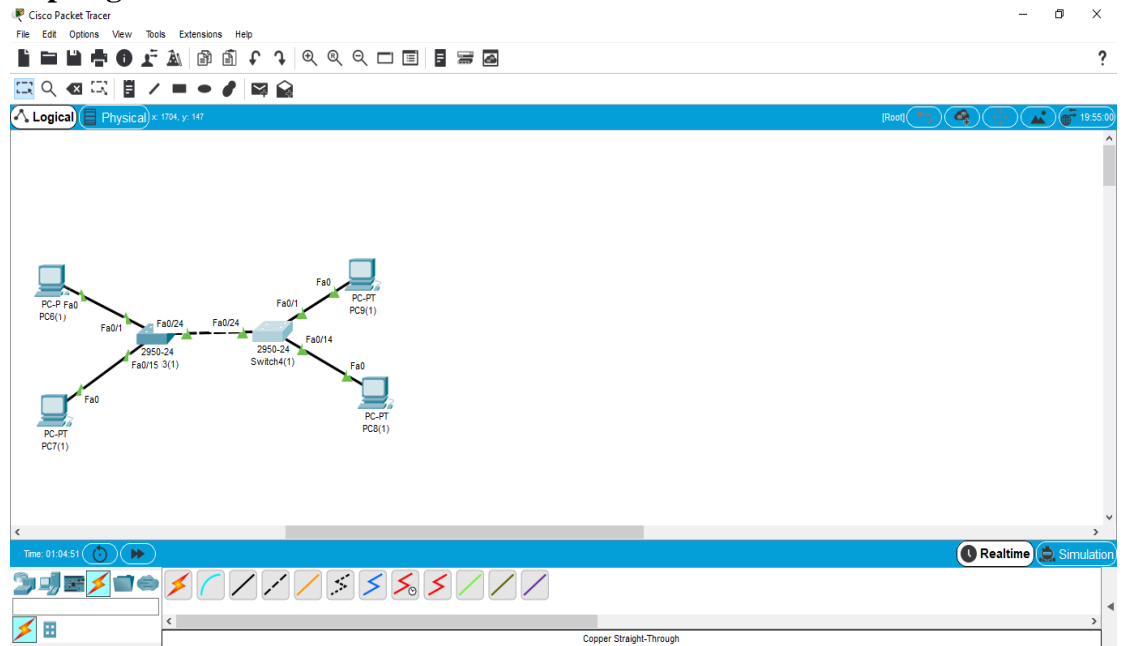 Cisco Packet Tracer
File Edit Options View Tools Extensions Help
?
Logical Physical x: 1704, y: 147 [Root] 19:55:00
Fa0
PC-PT
PC9(1)
PC-P Fa0
PC6(1)
Fa0/1
Fa0/1 Fa0/24 Fa0/24
Fa0/14
2950-24
Fa0/15 3(1)
2950-24
Switch4(1)
Fa0
Fa0
PC-PT
PC8(1)
PC-PT
PC7(1)
Time: 01:04:51 Realtime Simulation
Copper Straight-Through